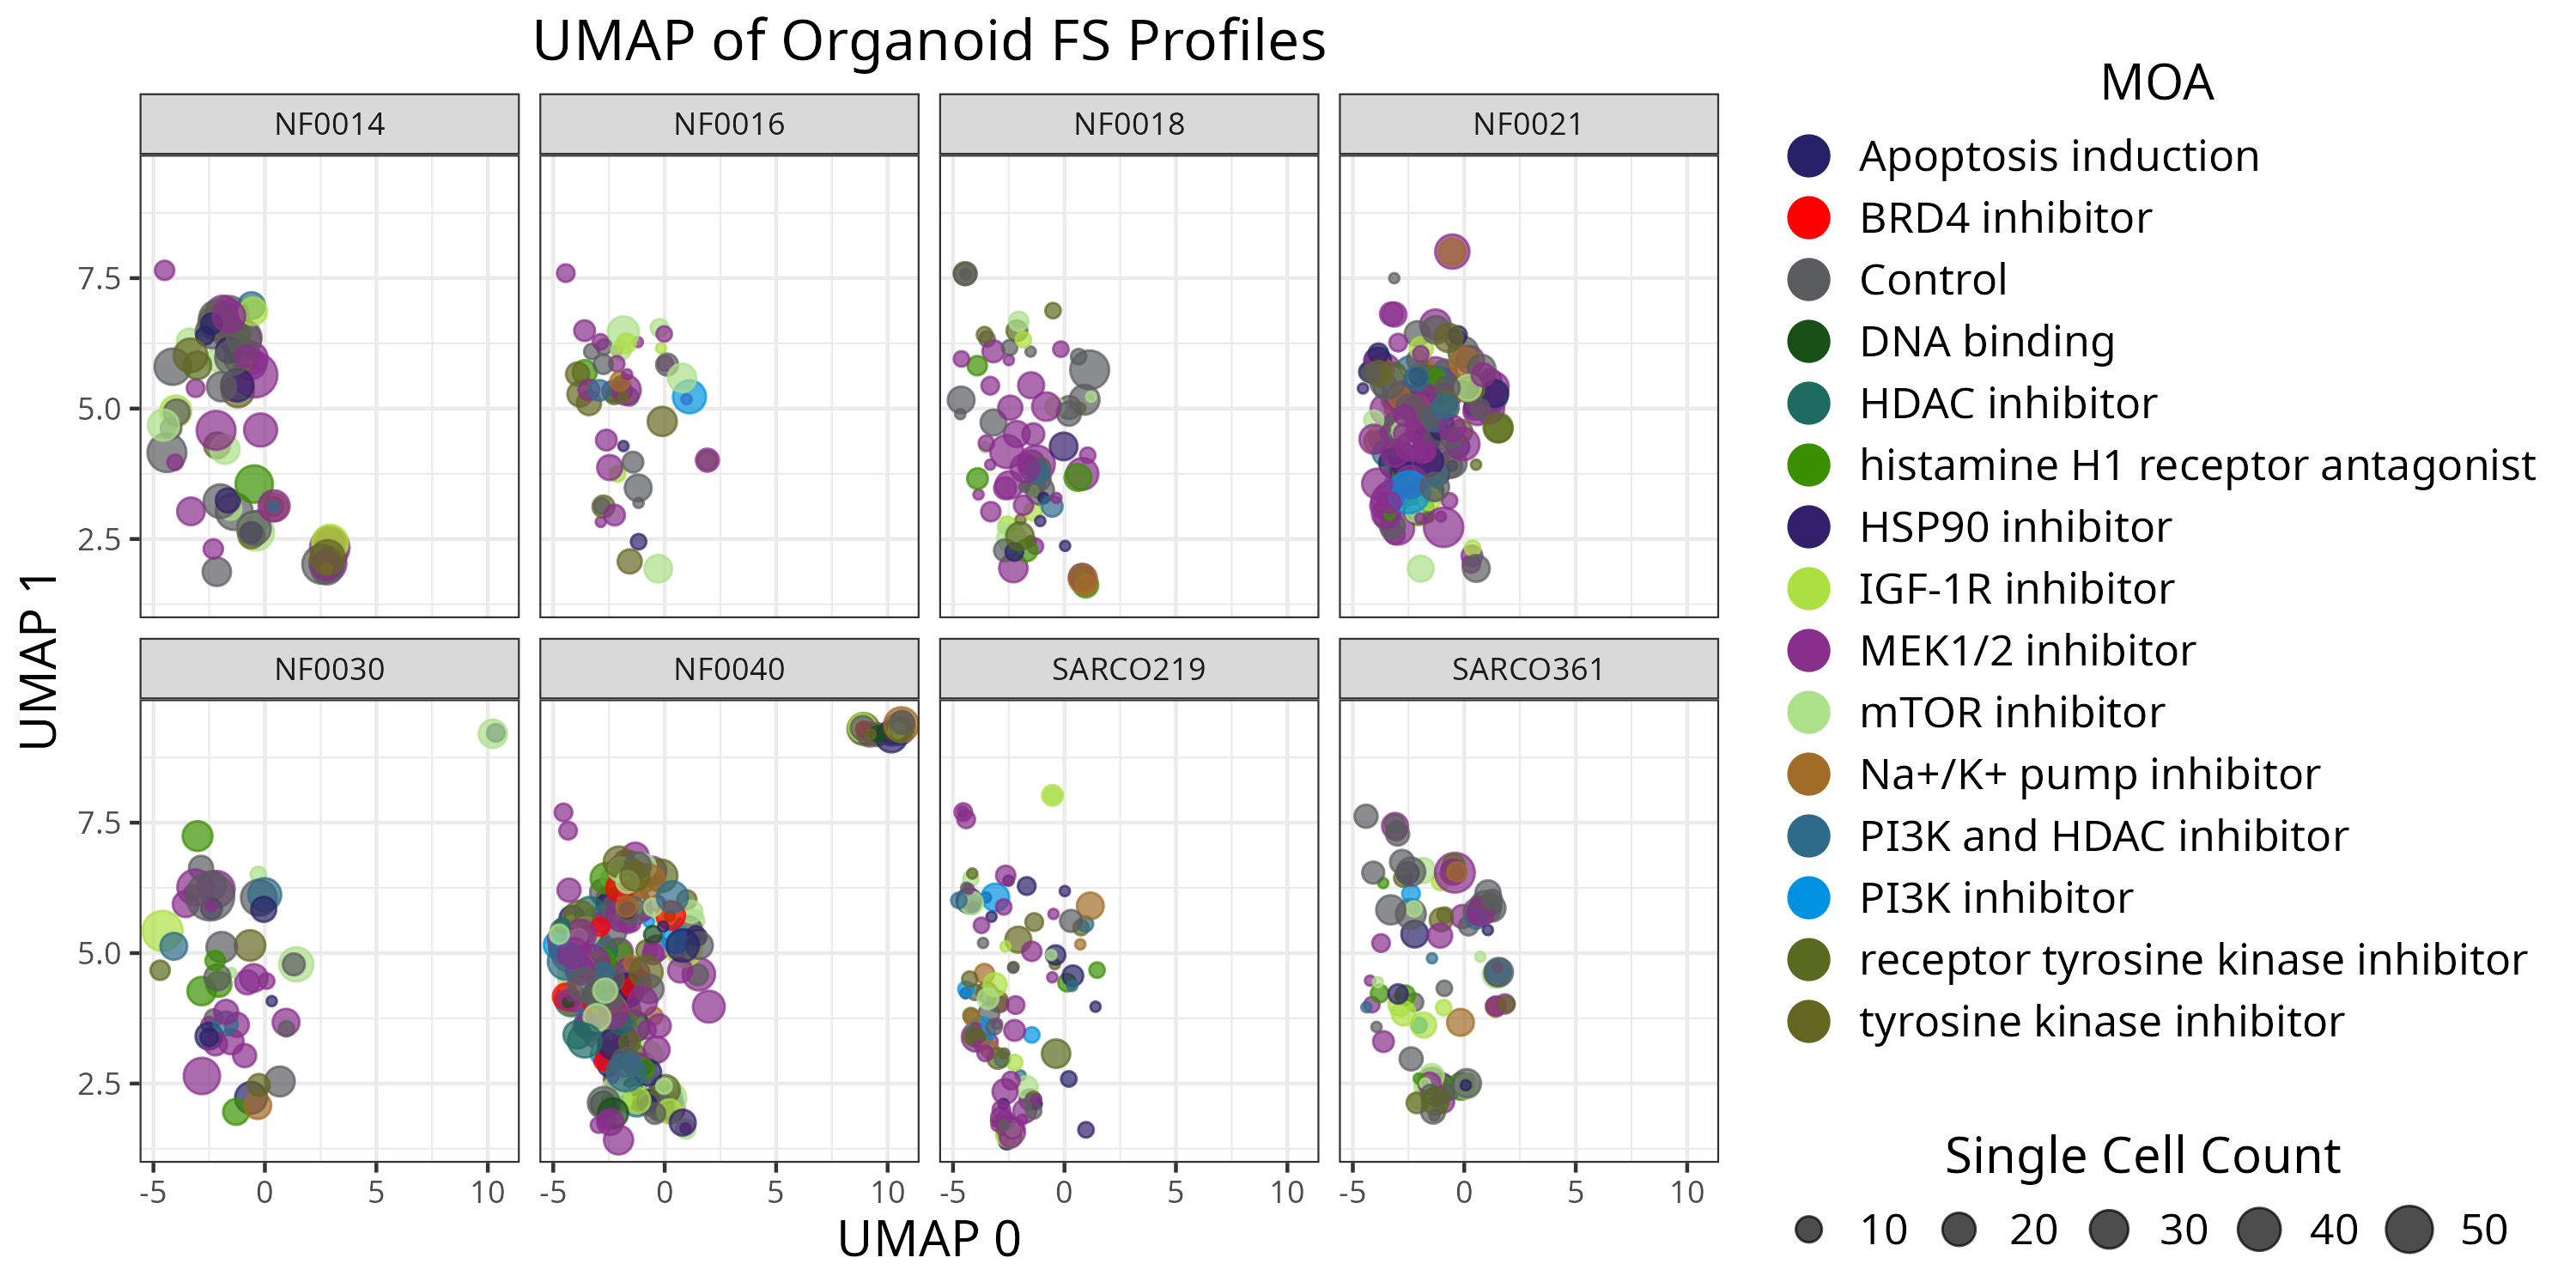 UMAP of Organoid FS Profiles
NF0014 NF0016 NF0018 NF0021
7.5
5.0
2.5
NF0030 NF0040 SARCO219 SARCO361
7.5
5.0
2.5
-5 0 5 10 -5 0 5 10 -5 0 5 10 -5 0 5 10
UMAP 0
UMAP 1
MOA
Apoptosis induction
BRD4 inhibitor
Control
DNA binding
HDAC inhibitor
histamine H1 receptor antagonist
HSP90 inhibitor
IGF-1R inhibitor
MEK1/2 inhibitor
mTOR inhibitor
Na+/K+ pump inhibitor
PI3K and HDAC inhibitor
PI3K inhibitor
receptor tyrosine kinase inhibitor
tyrosine kinase inhibitor
Single Cell Count
10 20 30 40 50